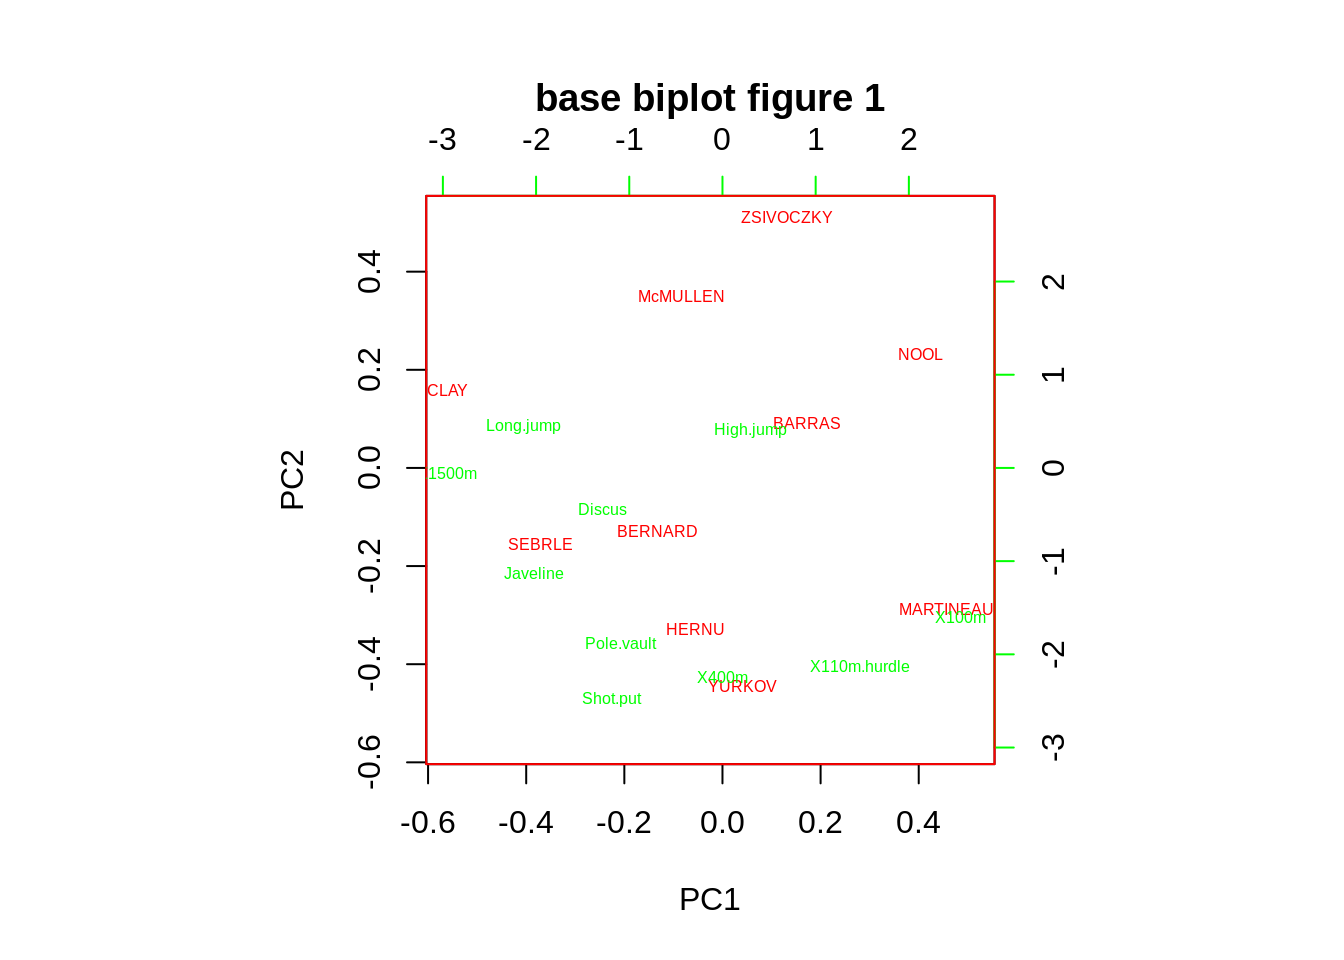 base biplot figure 1
-3 -2 -1 0 1 2
ZSIVOCZKY
0.4
2
McMULLEN
NOOL
0.2
1
CLAY
Long.jump
High.jump
BARRAS
PC2
0.0
0
1500m
Discus
BERNARD
SEBRLE
-0.2
-1
Javeline
MARTINEAU
X100m
HERNU
Pole.vault
-0.4
-2
X110m.hurdle
X400m
YURKOV
Shot.put
-0.6
-3
-0.6 -0.4 -0.2 0.0 0.2 0.4
PC1